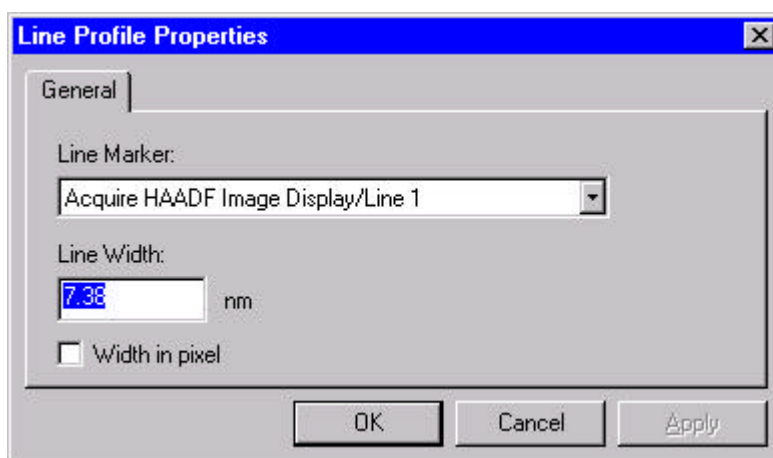 Line Profile Properties
General
Line Marker:
Acquire HAADF Image Display/Line 1
Line Width:
7.38 nm
Width in pixel
OK Cancel Apply